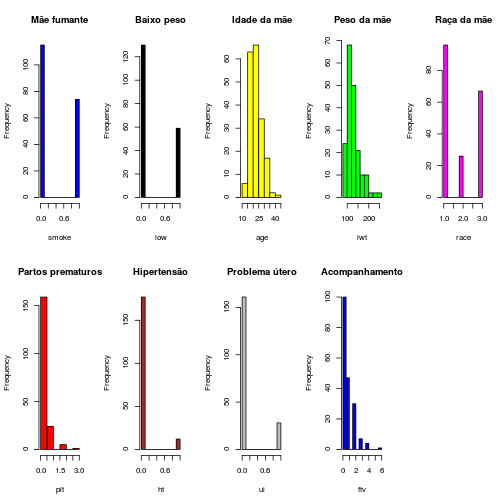 Mãe fumante
Baixo peso
Idade da mãe
Peso da mãe
Raça da mãe
Frequency
0 20 40 60 80 100
0.0 0.6
smoke
Frequency
0 20 40 60 80 100 120
0.0 0.6
low
Frequency
0 10 20 30 40 50 60
10 25 40
age
Frequency
0 10 20 30 40 50 60 70
100 200
lwt
Frequency
0 20 40 60 80
1.0 2.0 3.0
race
Partos prematuros
Hipertensão
Problema útero
Acompanhamento
Frequency
0 50 100 150
0.0 1.5 3.0
plt
Frequency
0 50 100 150
0.0 0.6
ht
Frequency
0 50 100 150
0.0 0.6
ui
Frequency
0 20 40 60 80 100
0 2 4 6
ftv